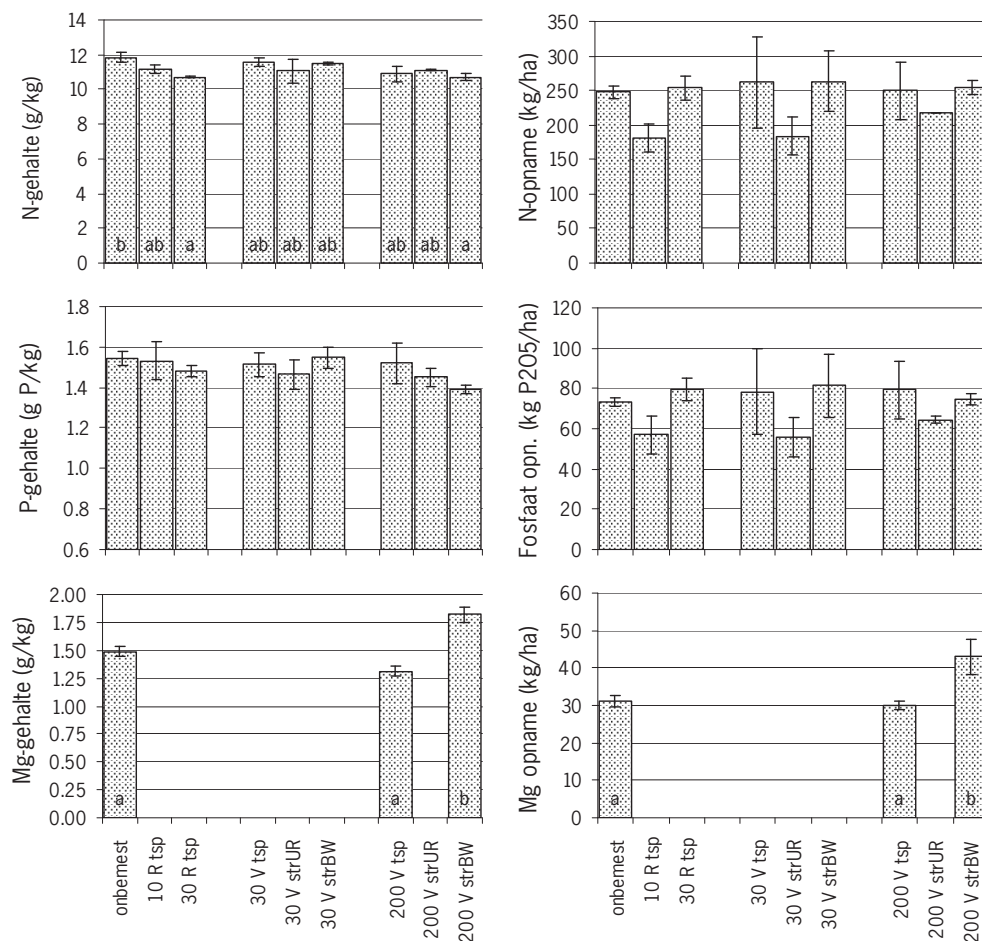 N-gehalte (g/kg)
14
12
10
8
6
4
2
0
b ab a ab ab ab ab ab a
N-opname (kg/ha)
350
300
250
200
150
100
50
0
P-gehalte (g P/kg)
1.8
1.6
1.4
1.2
1.0
0.8
0.6
Fosfaat opn. (kg P2O5/ha)
120
100
80
60
40
20
0
Mg-gehalte (g/kg)
2.00
1.75
1.50
1.25
1.00
0.75
0.50
0.25
0.00
a a b
Mg opname (kg/ha)
60
50
40
30
20
10
0
a a b
onbemest
10 R tsp
30 R tsp
30 V tsp
30 V strUR
30 V strBW
200 V tsp
200 V strUR
200 V strBW
onbemest
10 R tsp
30 R tsp
30 V tsp
30 V strUR
30 V strBW
200 V tsp
200 V strUR
200 V strBW